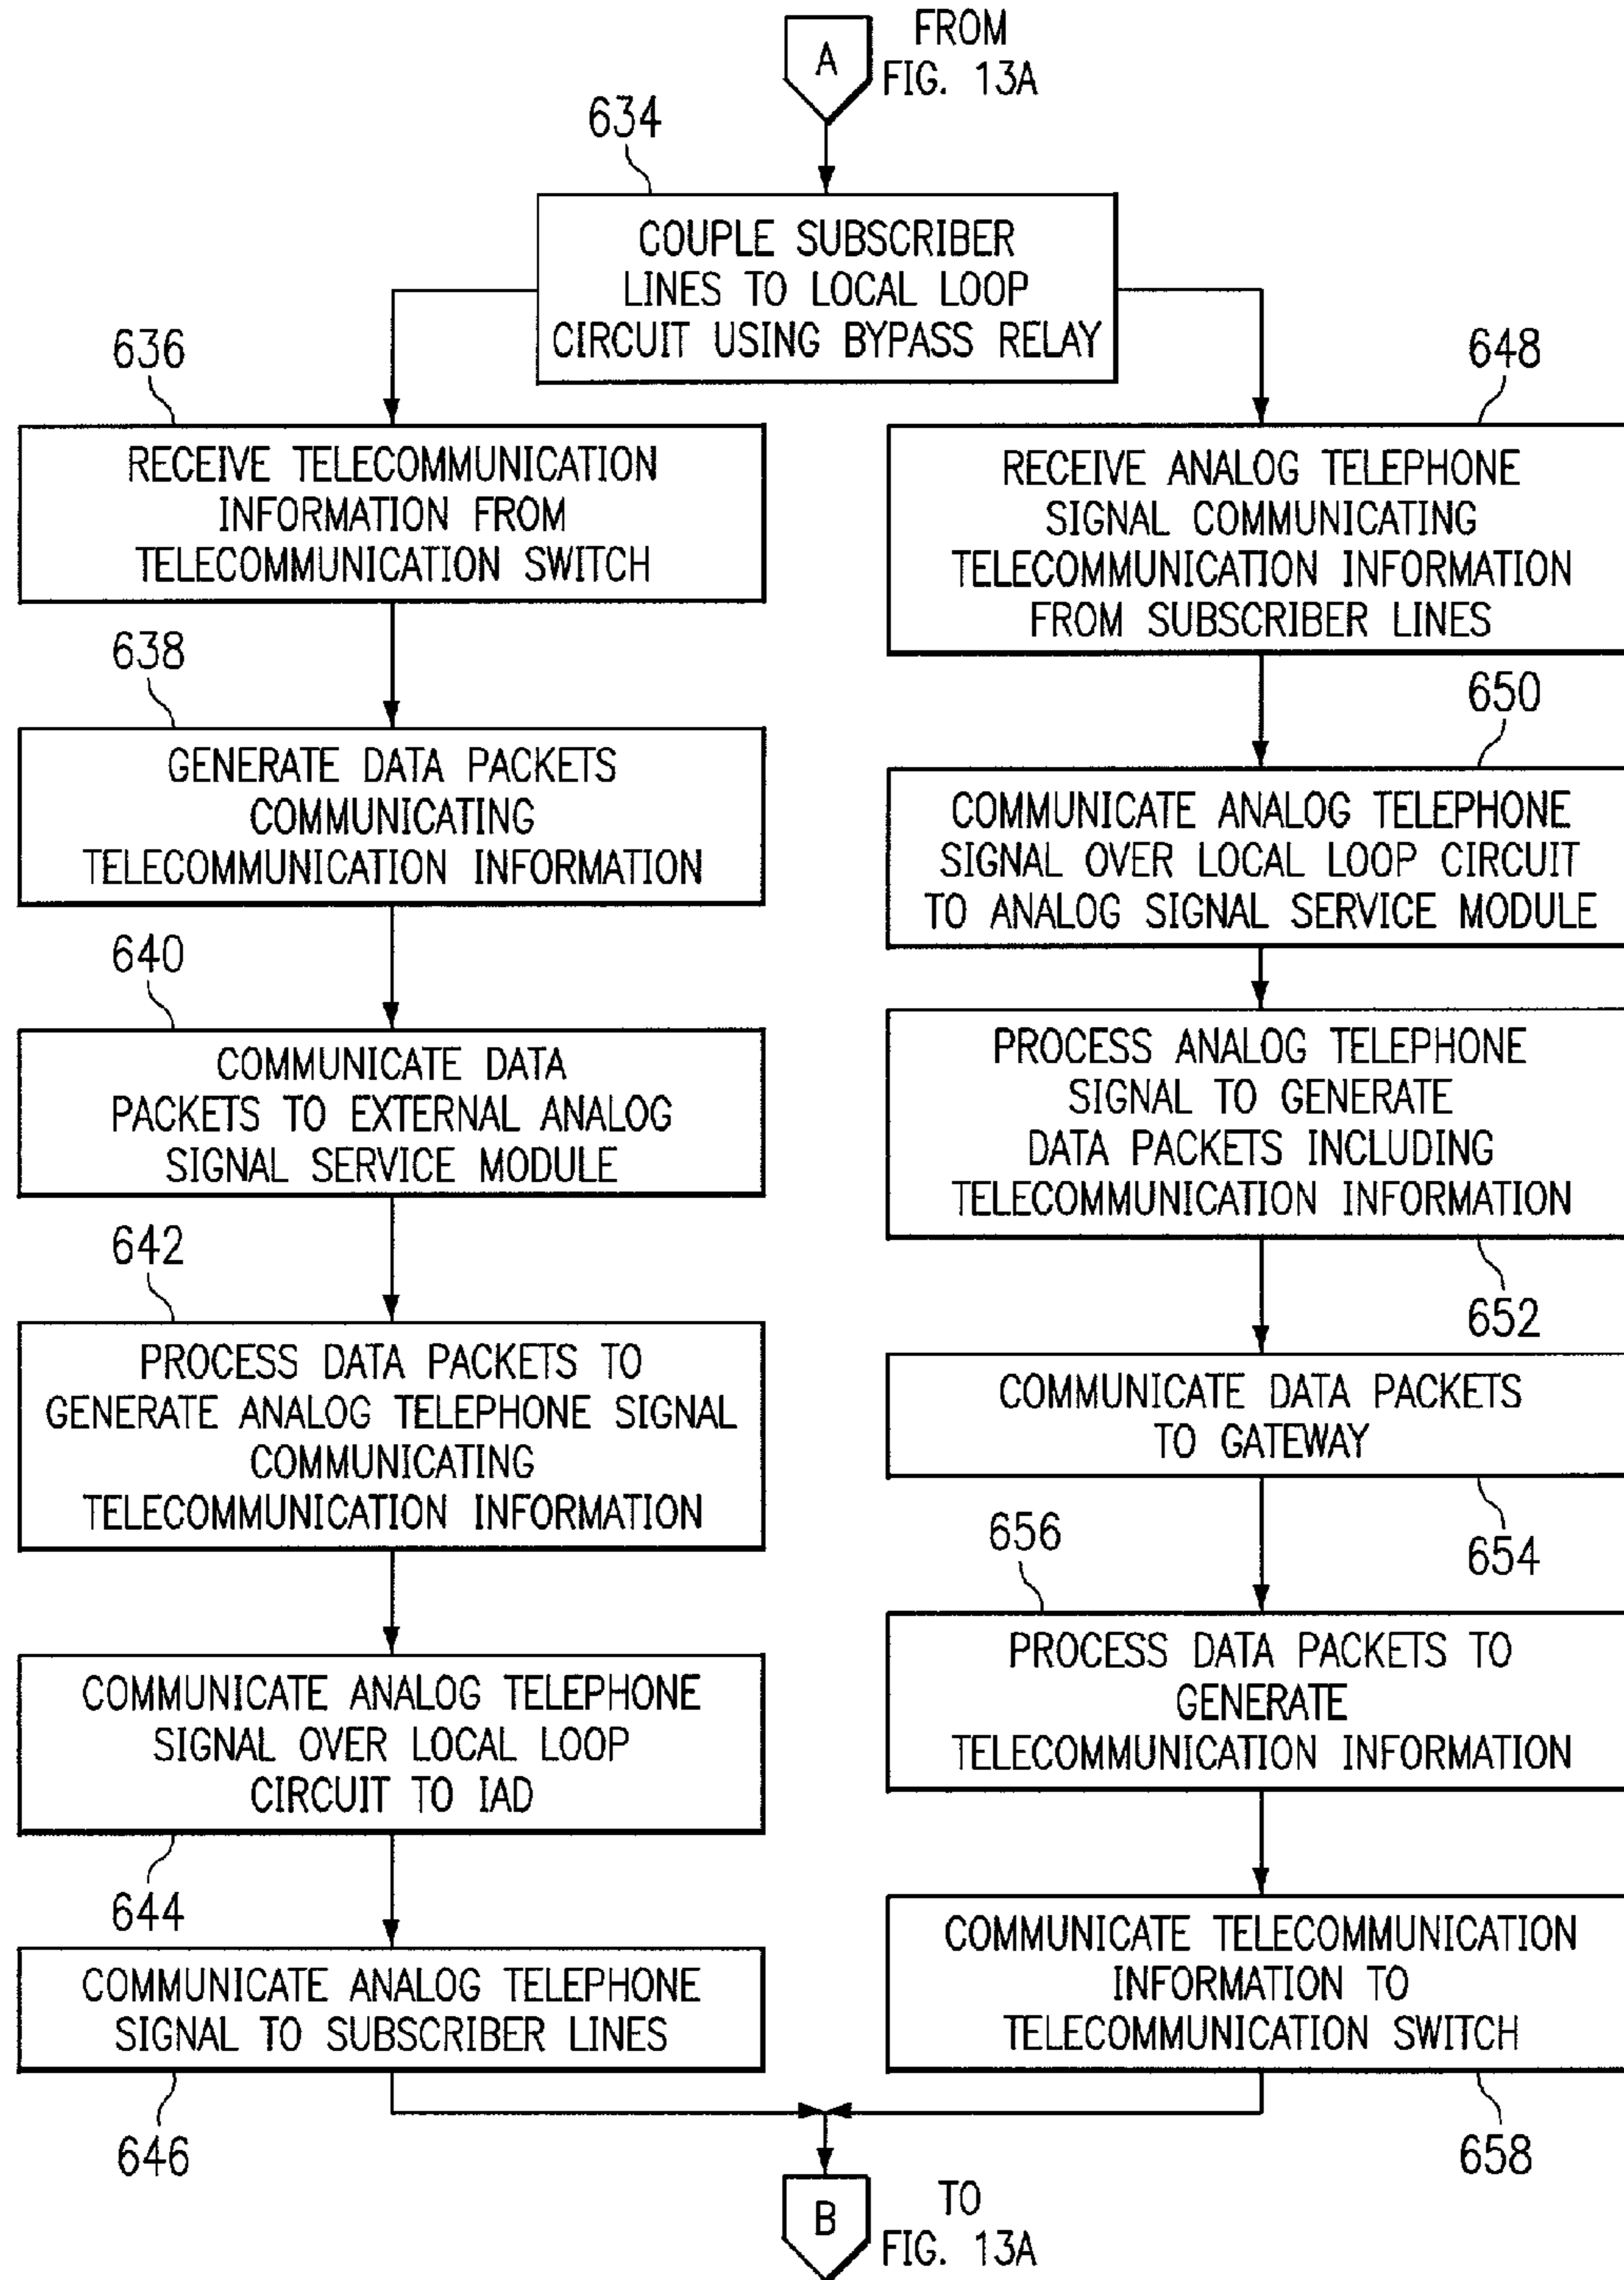 A
FROM
FIG. 13A
634
COUPLE SUBSCRIBER
LINES TO LOCAL LOOP
CIRCUIT USING BYPASS RELAY
636
RECEIVE TELECOMMUNICATION
INFORMATION FROM
TELECOMMUNICATION SWITCH
638
GENERATE DATA PACKETS
COMMUNICATING
TELECOMMUNICATION INFORMATION
640
COMMUNICATE DATA
PACKETS TO EXTERNAL ANALOG
SIGNAL SERVICE MODULE
642
PROCESS DATA PACKETS TO
GENERATE ANALOG TELEPHONE SIGNAL
COMMUNICATING
TELECOMMUNICATION INFORMATION
COMMUNICATE ANALOG TELEPHONE
SIGNAL OVER LOCAL LOOP
CIRCUIT TO IAD
644
COMMUNICATE ANALOG TELEPHONE
SIGNAL TO SUBSCRIBER LINES
646
648
RECEIVE ANALOG TELEPHONE
SIGNAL COMMUNICATING
TELECOMMUNICATION INFORMATION
FROM SUBSCRIBER LINES
650
COMMUNICATE ANALOG TELEPHONE
SIGNAL OVER LOCAL LOOP CIRCUIT
TO ANALOG SIGNAL SERVICE MODULE
PROCESS ANALOG TELEPHONE
SIGNAL TO GENERATE
DATA PACKETS INCLUDING
TELECOMMUNICATION INFORMATION
652
COMMUNICATE DATA PACKETS
TO GATEWAY
654
656
PROCESS DATA PACKETS TO
GENERATE
TELECOMMUNICATION INFORMATION
COMMUNICATE TELECOMMUNICATION
INFORMATION TO
TELECOMMUNICATION SWITCH
658
B
TO
FIG. 13A